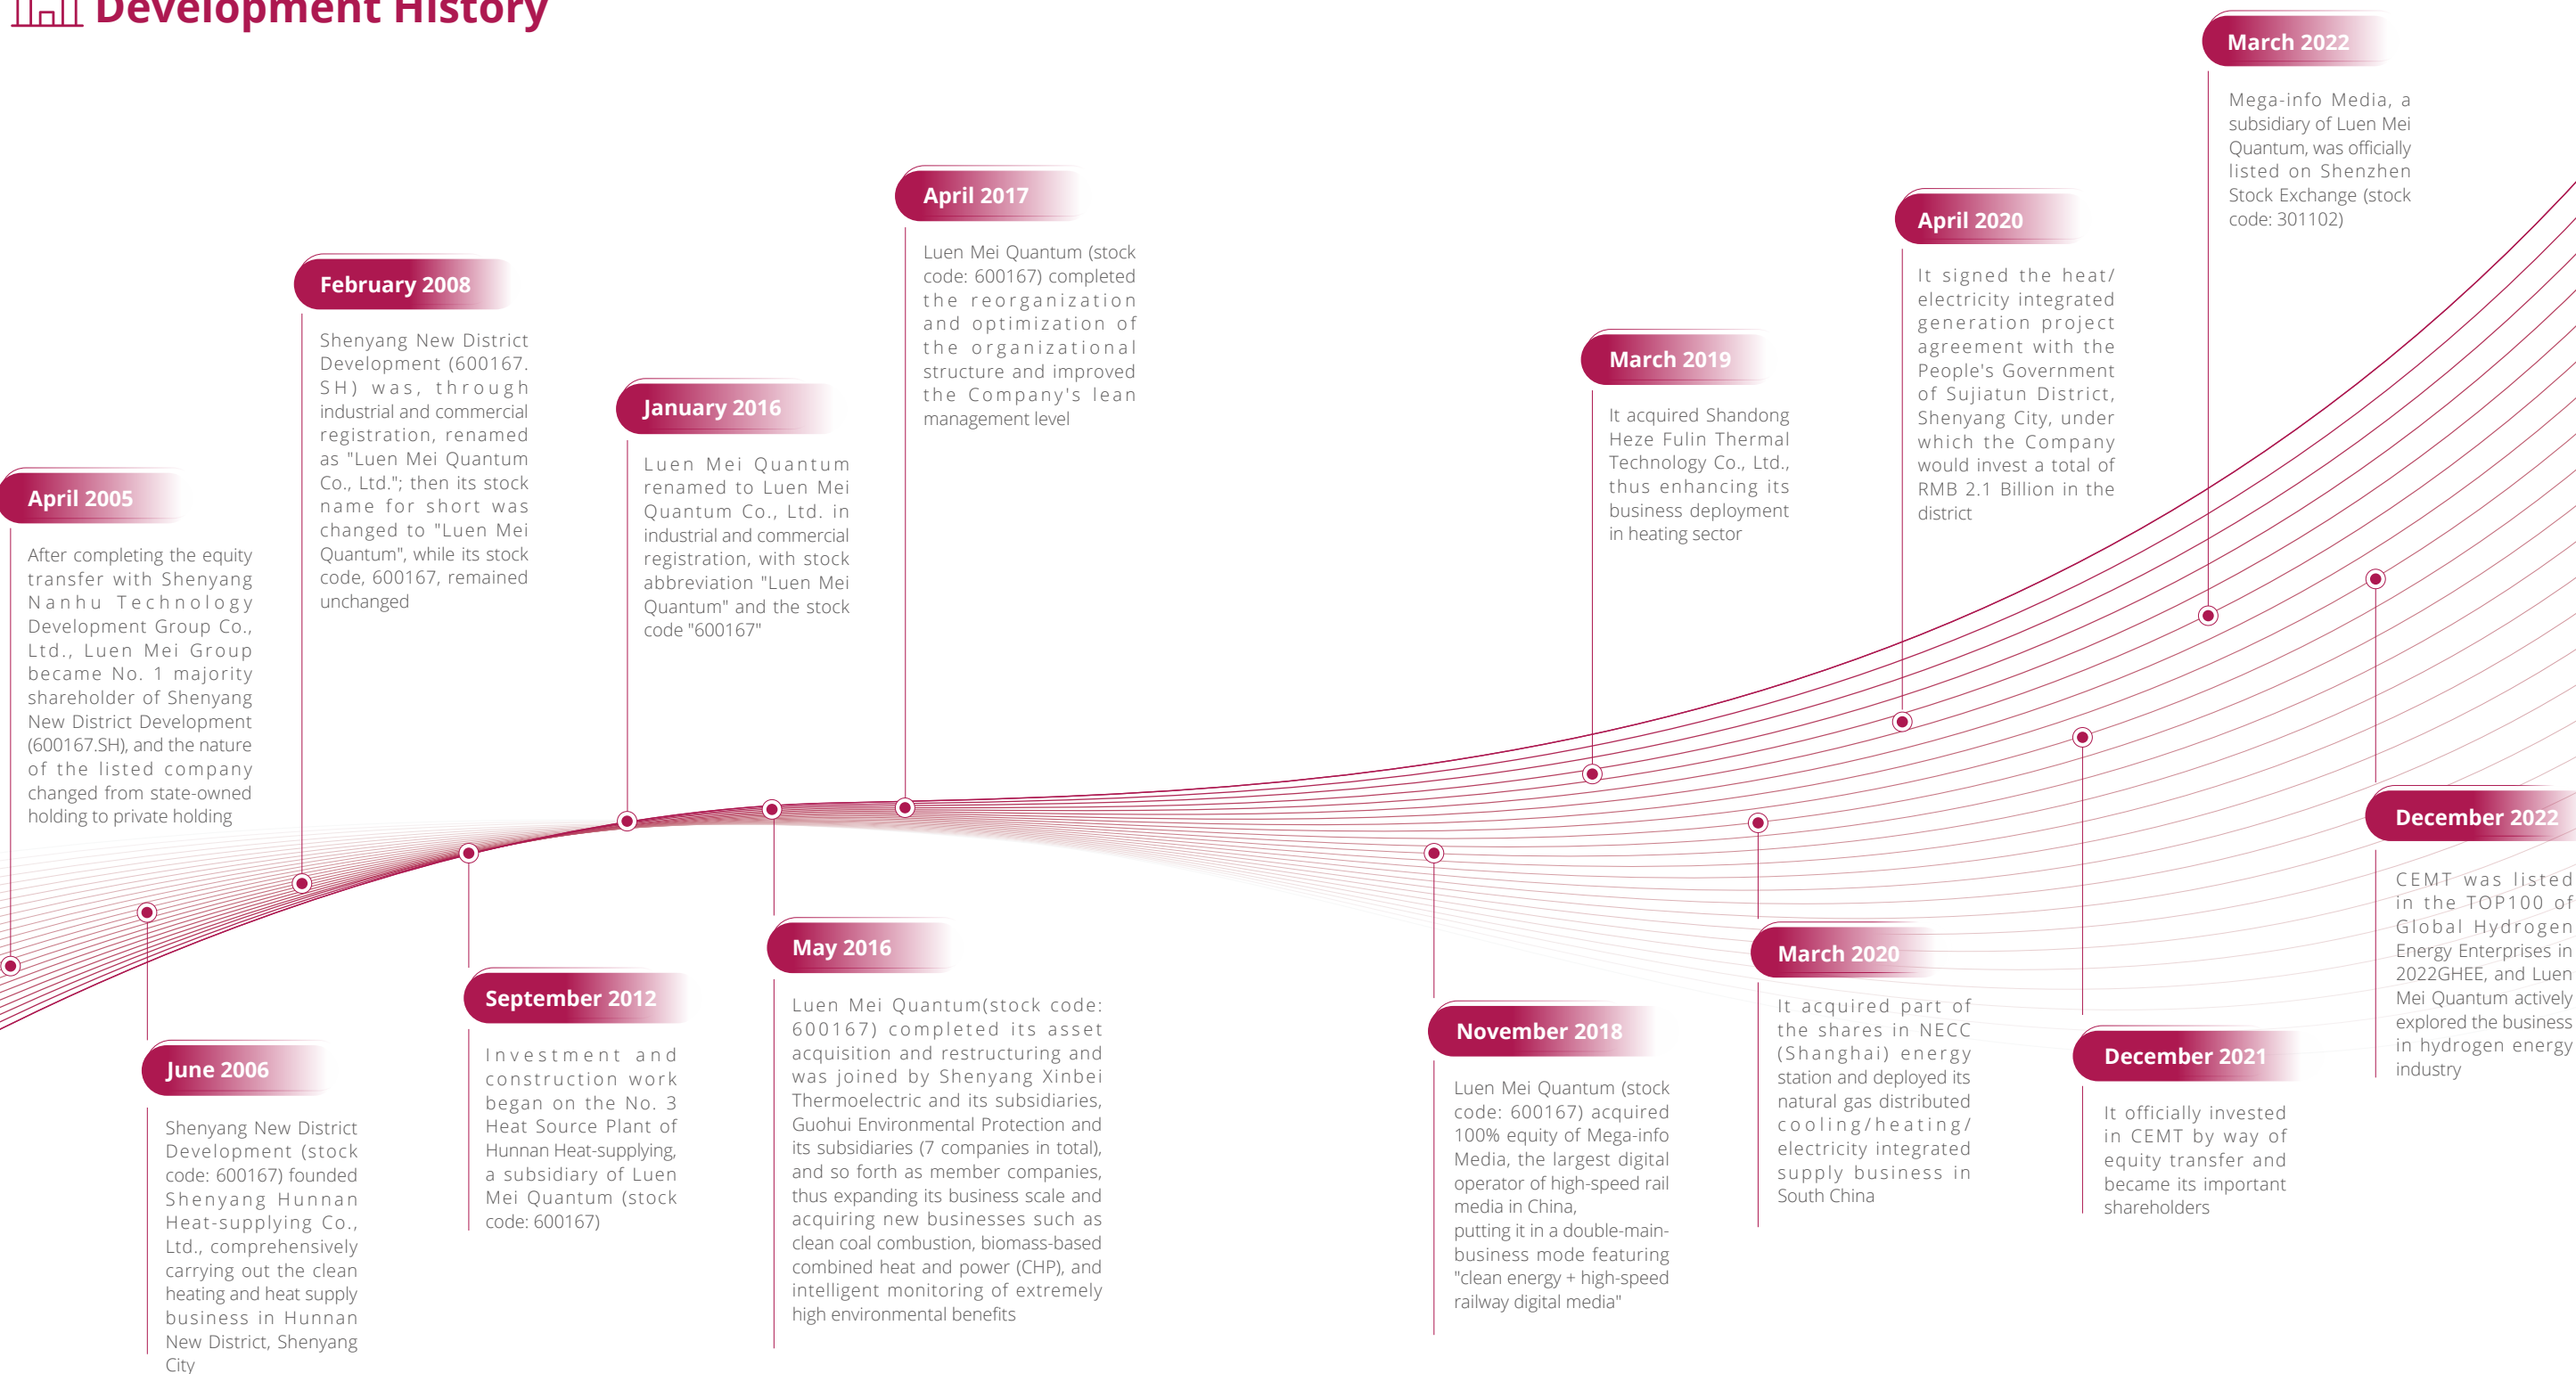 Development History
April 2005
After completing the equity
transfer with Shenyang
Nanhu Technology
Development Group Co.,
Ltd., Luen Mei Group
became No. 1 majority
shareholder of Shenyang
New District Development
(600167.SH), and the nature
of the listed company
changed from state-owned
holding to private holding
June 2006
Shenyang New District
Development (stock
code: 600167) founded
Shenyang Hunnan
Heat-supplying Co.,
Ltd., comprehensively
carrying out the clean
heating and heat supply
business in Hunnan
New District, Shenyang
City
February 2008
Shenyang New District
Development (600167.
SH) was, through
industrial and commercial
registration, renamed
as "Luen Mei Quantum
Co., Ltd."; then its stock
name for short was
changed to "Luen Mei
Quantum", while its stock
code, 600167, remained
unchanged
September 2012
Investment and
construction work
began on the No. 3
Heat Source Plant of
Hunnan Heat-supplying,
a subsidiary of Luen
Mei Quantum (stock
code: 600167)
January 2016
Luen Mei Quantum
renamed to Luen Mei
Quantum Co., Ltd. in
industrial and commercial
registration, with stock
abbreviation "Luen Mei
Quantum" and the stock
code "600167"
May 2016
Luen Mei Quantum(stock code:
600167) completed its asset
acquisition and restructuring and
was joined by Shenyang Xinbei
Thermoelectric and its subsidiaries,
Guohui Environmental Protection and
its subsidiaries (7 companies in total),
and so forth as member companies,
thus expanding its business scale and
acquiring new businesses such as
clean coal combustion, biomass-based
combined heat and power (CHP), and
intelligent monitoring of extremely
high environmental benefits
April 2017
Luen Mei Quantum (stock
code: 600167) completed
the reorganization
and optimization of
the organizational
structure and improved
the Company's lean
management level
November 2018
Luen Mei Quantum (stock
code: 600167) acquired
100% equity of Mega-info
Media, the largest digital
operator of high-speed rail
media in China,
putting it in a double-main-
business mode featuring
"clean energy + high-speed
railway digital media"
March 2019
It acquired Shandong
Heze Fulin Thermal
Technology Co., Ltd.,
thus enhancing its
business deployment
in heating sector
March 2020
It acquired part of
the shares in NECC
(Shanghai) energy
station and deployed its
natural gas distributed
cooling/heating/
electricity integrated
supply business in
South China
April 2020
It signed the heat/
electricity integrated
generation project
agreement with the
People's Government
of Sujiatun District,
Shenyang City, under
which the Company
would invest a total of
RMB 2.1 Billion in the
district
December 2021
It officially invested
in CEMT by way of
equity transfer and
became its important
shareholders
March 2022
Mega-info Media, a
subsidiary of Luen Mei
Quantum, was officially
listed on Shenzhen
Stock Exchange (stock
code: 301102)
December 2022
CEMT was listed
in the TOP100 of
Global Hydrogen
Energy Enterprises in
2022GHEE, and Luen
Mei Quantum actively
explored the business
in hydrogen energy
industry